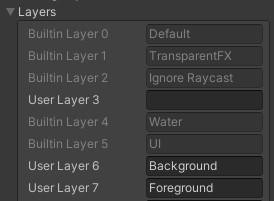 Layers
Builtin Layer 0 Default
Builtin Layer 1 TransparentFX
Builtin Layer 2 Ignore Raycast
User Layer 3
Builtin Layer 4 Water
Builtin Layer 5 UI
User Layer 6 Background
User Layer 7 Foreground